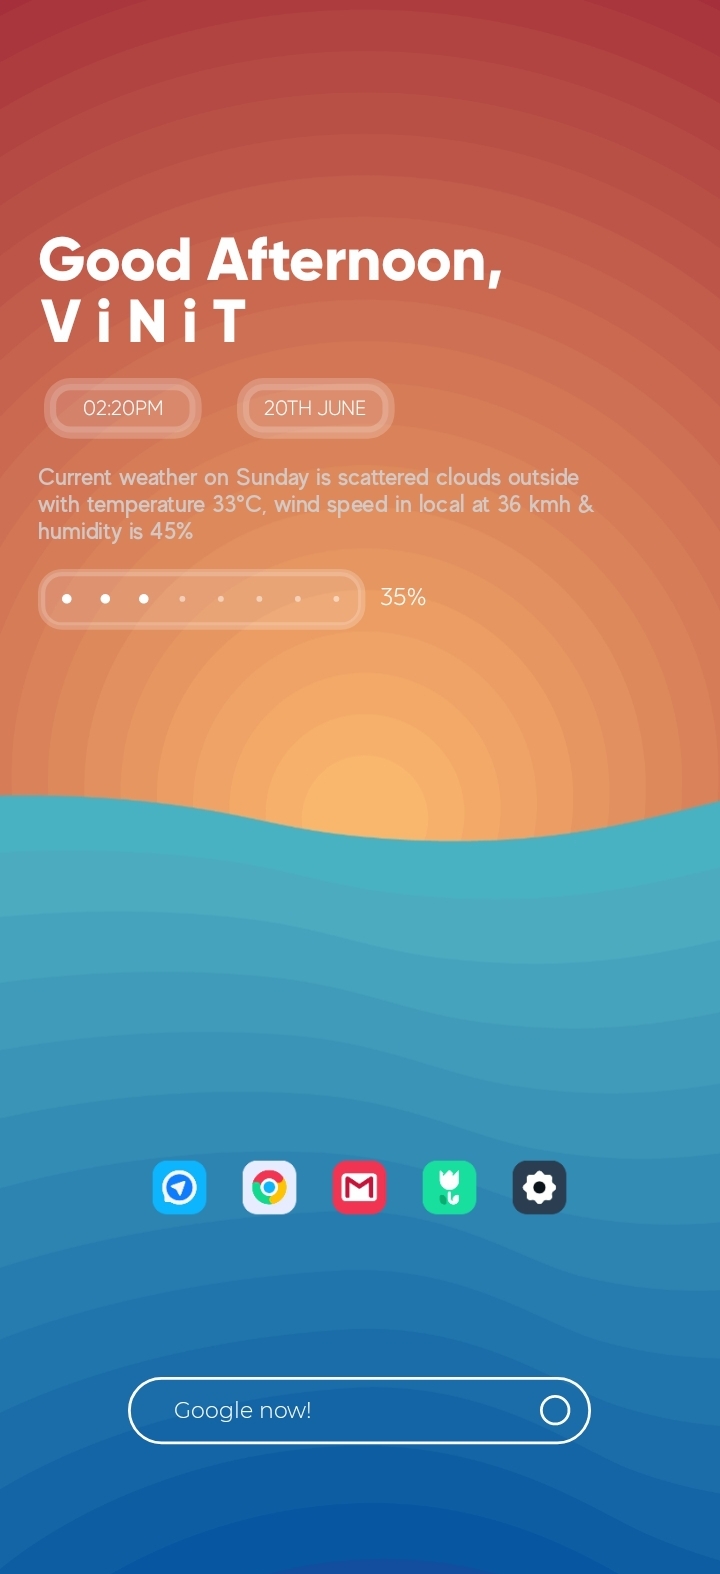 Good Afternoon,
ViNiT
02:20PM 20TH JUNE
Current weather on Sunday is scattered clouds outside
with temperature 33°C, wind speed in local at 36 kmh &
humidity is 45%
35%
Google now!